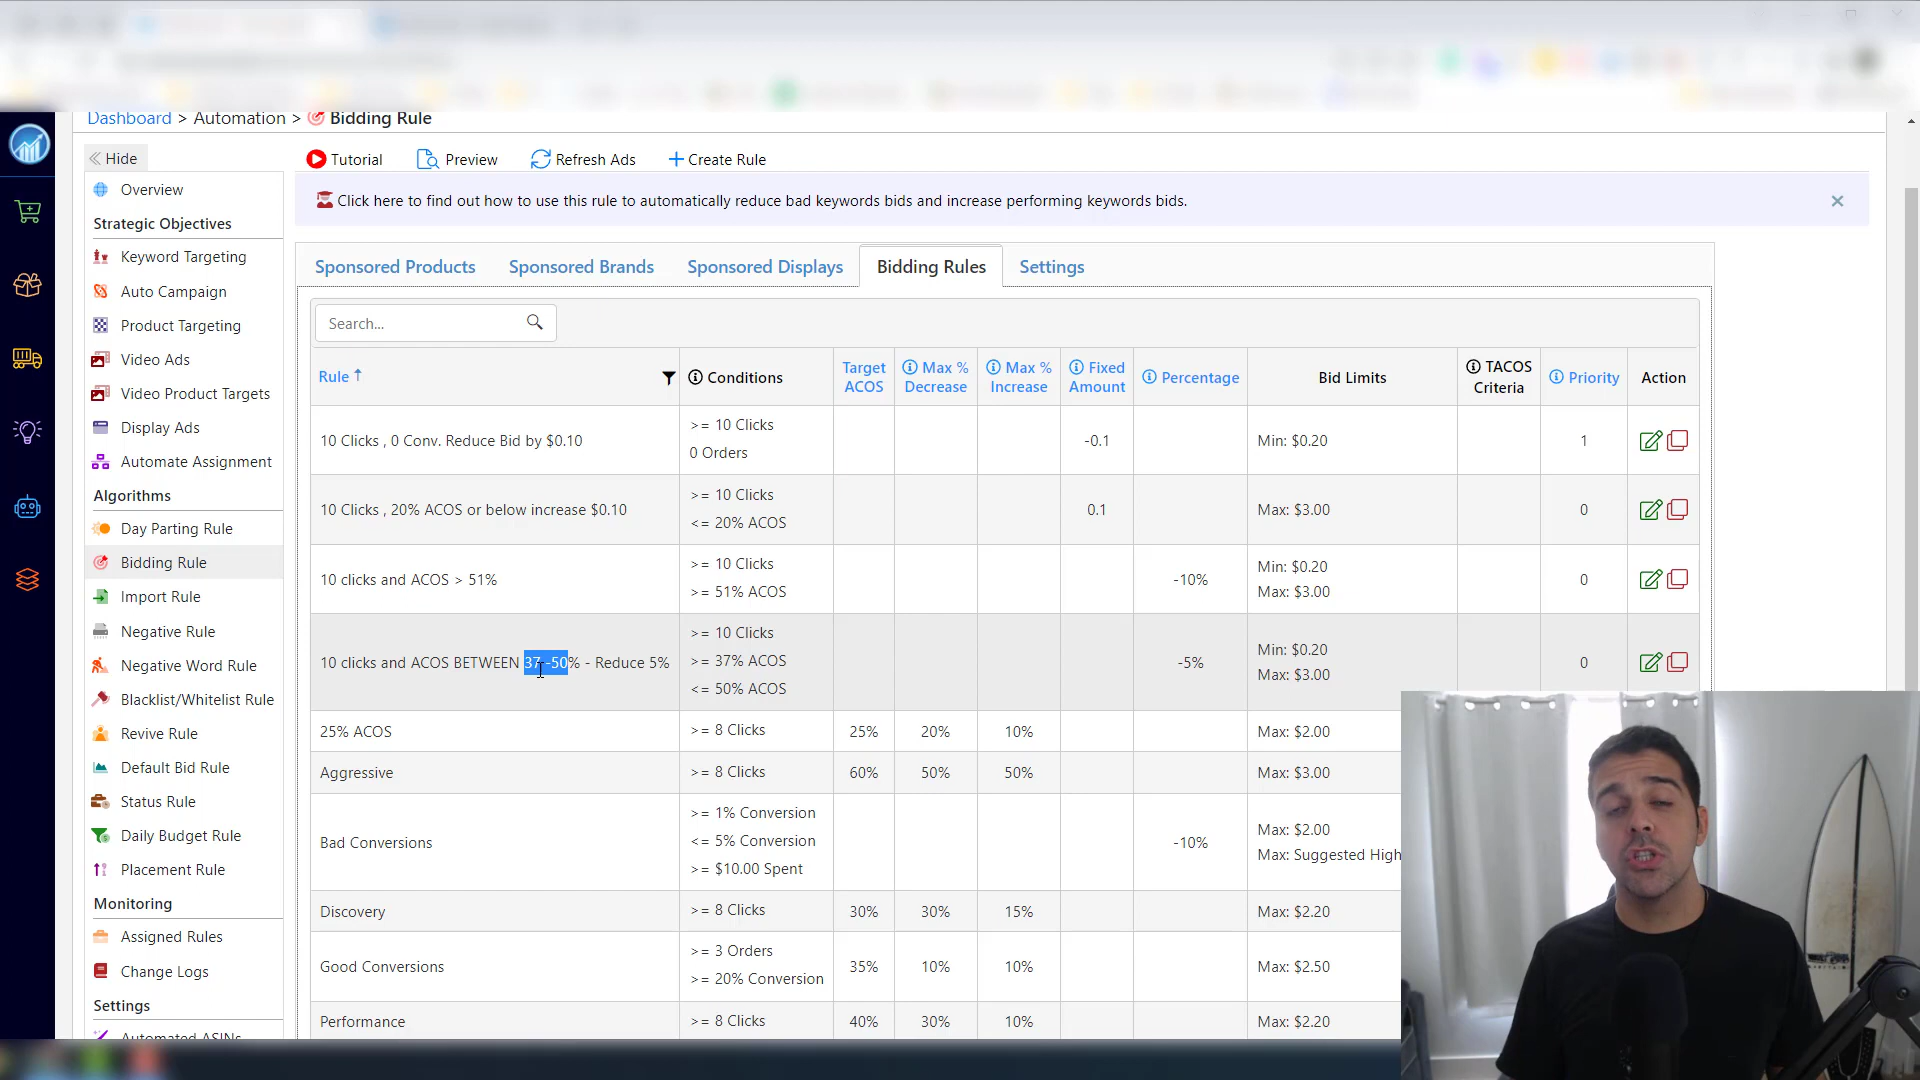 Dashboard > Automation > Bidding Rule
Hide
Overview
Strategic Objectives
Keyword Targeting
Auto Campaign
Product Targeting
Video Ads
Video Product Targets
Display Ads
Automate Assignment
Algorithms
Day Parting Rule
Bidding Rule
Import Rule
Negative Rule
Negative Word Rule
Blacklist/Whitelist Rule
Revive Rule
Default Bid Rule
Status Rule
Daily Budget Rule
Placement Rule
Monitoring
Assigned Rules
Change Logs
Settings
Automated ASINs
Tutorial Preview Refresh Ads + Create Rule
Click here to find out how to use this rule to automatically reduce bad keywords bids and increase performing keywords bids.
Sponsored Products Sponsored Brands Sponsored Displays Bidding Rules Settings
Search...
Rule Conditions Target ACOS Max % Decrease Max % Increase Fixed Amount Percentage Bid Limits TACOS Criteria Priority Action
10 Clicks , 0 Conv. Reduce Bid by $0.10 >= 10 Clicks 0 Orders -0.1 Min: $0.20 1
10 Clicks , 20% ACOS or below increase $0.10 >= 10 Clicks <= 20% ACOS 0.1 Max: $3.00 0
10 clicks and ACOS > 51% >= 10 Clicks >= 51% ACOS -10% Min: $0.20 Max: $3.00 0
10 clicks and ACOS BETWEEN 37-50% - Reduce 5% >= 10 Clicks >= 37% ACOS <= 50% ACOS -5% Min: $0.20 Max: $3.00 0
25% ACOS >= 8 Clicks 25% 20% 10% Max: $2.00
Aggressive >= 8 Clicks 60% 50% 50% Max: $3.00
Bad Conversions >= 1% Conversion <= 5% Conversion >= $10.00 Spent -10% Max: $2.00 Max: Suggested High
Discovery >= 8 Clicks 30% 30% 15% Max: $2.20
Good Conversions >= 3 Orders >= 20% Conversion 35% 10% 10% Max: $2.50
Performance >= 8 Clicks 40% 30% 10% Max: $2.20